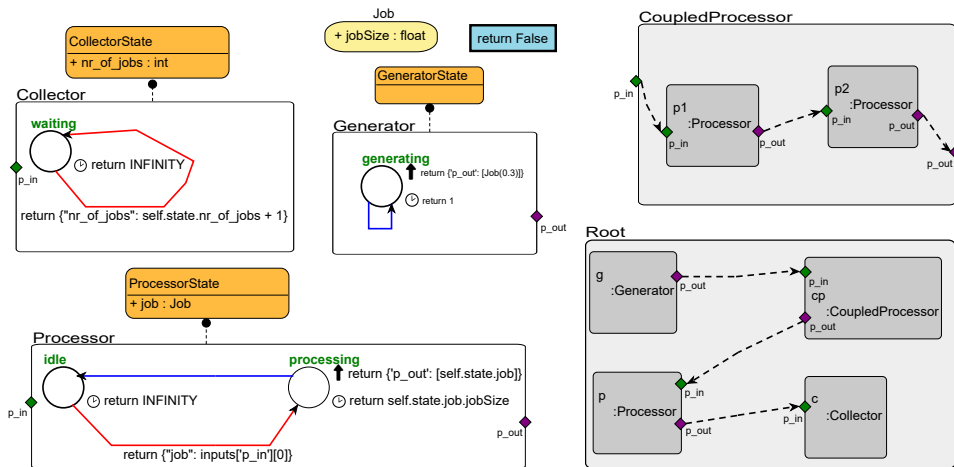 CollectorState
+ nr_of_jobs : int
Collector
waiting
return INFINITY
p_in
return {"nr_of_jobs": self.state.nr_of_jobs + 1}
Job
+ jobSize : float
return False
GeneratorState
Generator
generating
return {'p_out': [Job(0.3)]}
return 1
p_out
ProcessorState
+ job : Job
Processor
idle
return INFINITY
p_in
processing
return {'p_out': [self.state.job]}
return self.state.job.jobSize
p_out
return {"job": inputs['p_in'][0]}
CoupledProcessor
p_in
p1
:Processor
p_in
p_out
p2
:Processor
p_in
p_out
p_out
Root
g
:Generator
p_out
p_in
cp
:CoupledProcessor
p_out
p
:Processor
p_in
p_out
c
:Collector
p_in